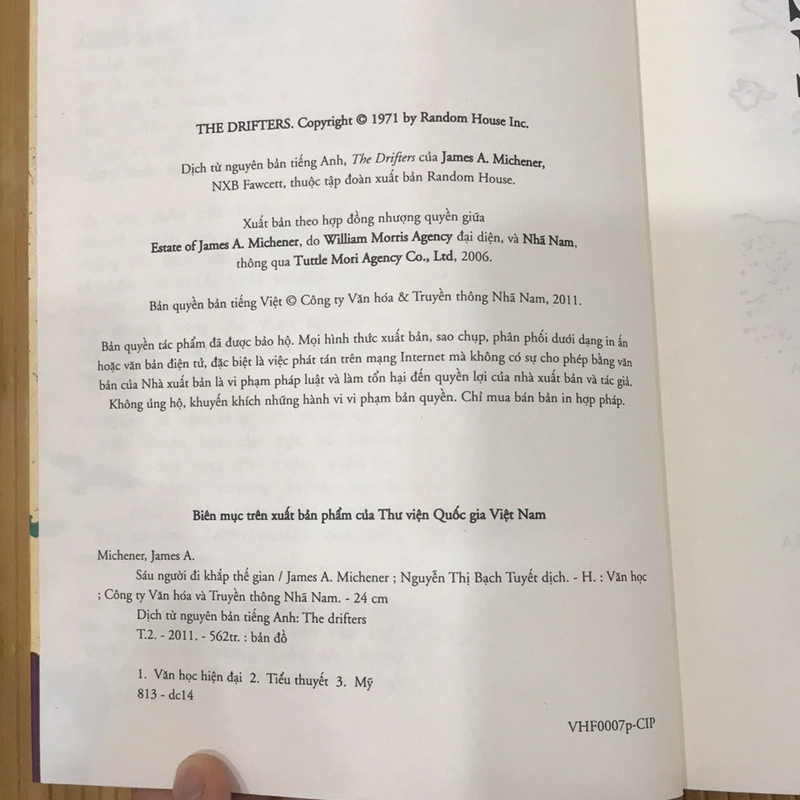 THE DRIFTERS. Copyright © 1971 by Random House Inc.
Dịch từ nguyên bản tiếng Anh, The Drifters của James A. Michener,
NXB Fawcett, thuộc tập đoàn xuất bản Random House.
Xuất bản theo hợp đồng nhượng quyền giữa
Estate of James A. Michener, do William Morris Agency đại diện, và Nhã Nam,
thông qua Tuttle Mori Agency Co., Ltd, 2006.
Bản quyền bản tiếng Việt © Công ty Văn hóa & Truyền thông Nhã Nam, 2011.
Bản quyền tác phẩm đã được bảo hộ. Mọi hình thức xuất bản, sao chụp, phân phối dưới dạng in ấn
hoặc văn bản điện tử, đặc biệt là việc phát tán trên mạng Internet mà không có sự cho phép bằng văn
bản của Nhà xuất bản là vi phạm pháp luật và làm tổn hại đến quyền lợi của nhà xuất bản và tác giả.
Không ủng hộ, khuyến khích những hành vi vi phạm bản quyền. Chỉ mua bán bản in hợp pháp.
Biên mục trên xuất bản phẩm của Thư viện Quốc gia Việt Nam
Michener, James A.
Sáu người đi khắp thế gian / James A. Michener ; Nguyễn Thị Bạch Tuyết dịch. - H. : Văn học
; Công ty Văn hóa và Truyền thông Nhã Nam. - 24 cm
Dịch từ nguyên bản tiếng Anh: The drifters
T.2. - 2011. - 562tr. : bản đồ
1. Văn học hiện đại 2. Tiểu thuyết 3. Mỹ
813 - dc14
VHF0007p-CIP